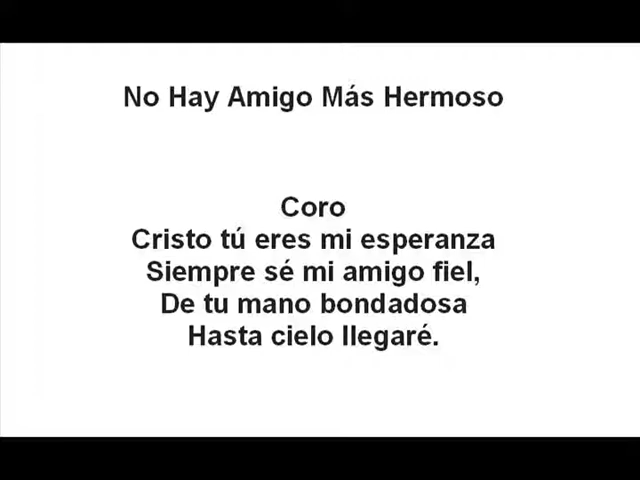 No Hay Amigo Más Hermoso
Coro
Cristo tú eres mi esperanza
Siempre sé mi amigo fiel,
De tu mano bondadosa
Hasta cielo llegaré.